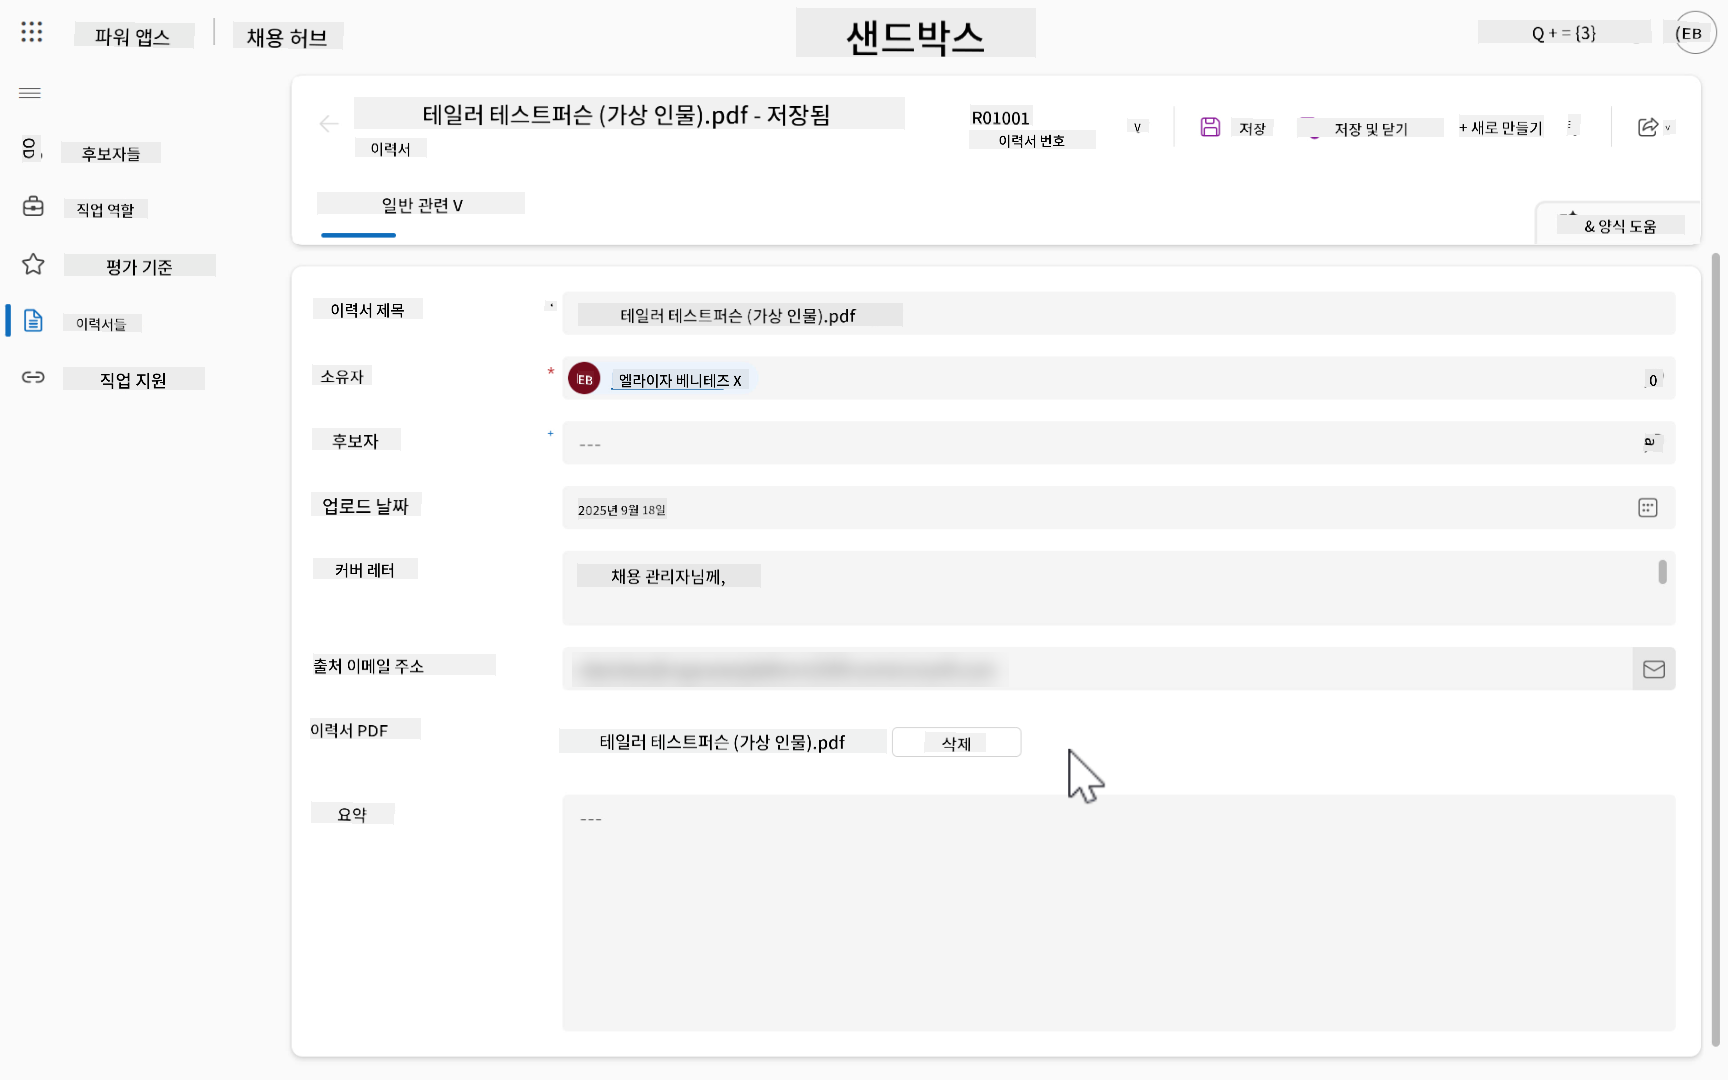 파워 앱스
채용 허브
샌드박스
Q + = {3}
(EB
테일러 테스트퍼슨 (가상 인물).pdf - 저장됨
이력서
R01001
이력서 번호
저장
저장 및 닫기
+ 새로 만들기
일반 관련 V
& 양식 도움
후보자들
직업 역할
평가 기준
이력서들
직업 지원
이력서 제목
테일러 테스트퍼슨 (가상 인물).pdf
소유자 *
EB 엘라이자 베니테즈 X
후보자 +
---
업로드 날짜
2025년 9월 18일
커버 레터
채용 관리자님께,
출처 이메일 주소
이력서 PDF
테일러 테스트퍼슨 (가상 인물).pdf
삭제
요약
---